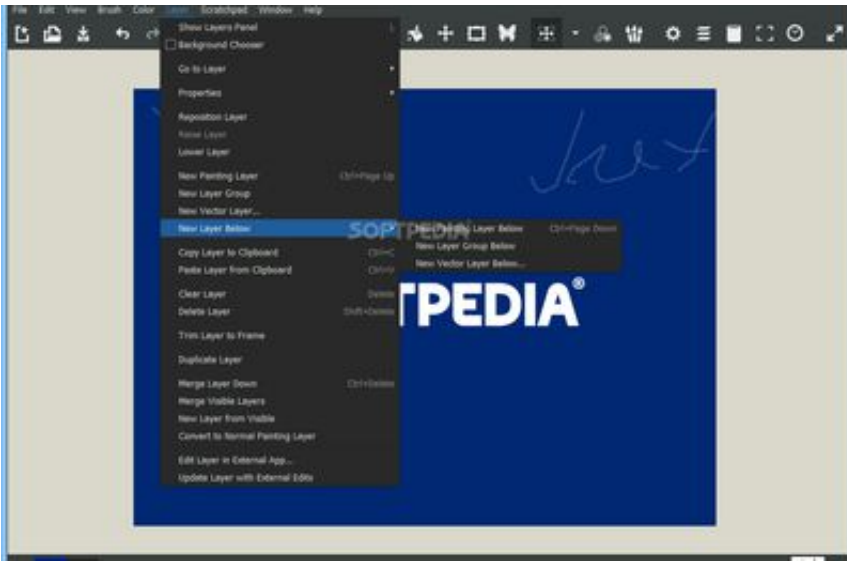 File Edit View Brush Color Layer Scratchpad Window Help
Show Layers Panel L
Background Chooser
Go to Layer
Properties
Reposition Layer
Raise Layer
Lower Layer
New Painting Layer Ctrl+Page Up
New Layer Group
New Vector Layer...
New Layer Below
New Painting Layer Below Ctrl+Page Down
New Layer Group Below
New Vector Layer Below...
SOFTPEDIA
Copy Layer to Clipboard Ctrl+C
Paste Layer from Clipboard Ctrl+V
Clear Layer Delete
Delete Layer Shift+Delete
TPEDIA®
Trim Layer to Frame
Duplicate Layer
Merge Layer Down Ctrl+Delete
Merge Visible Layers
New Layer from Visible
Convert to Normal Painting Layer
Edit Layer in External App...
Update Layer with External Edits